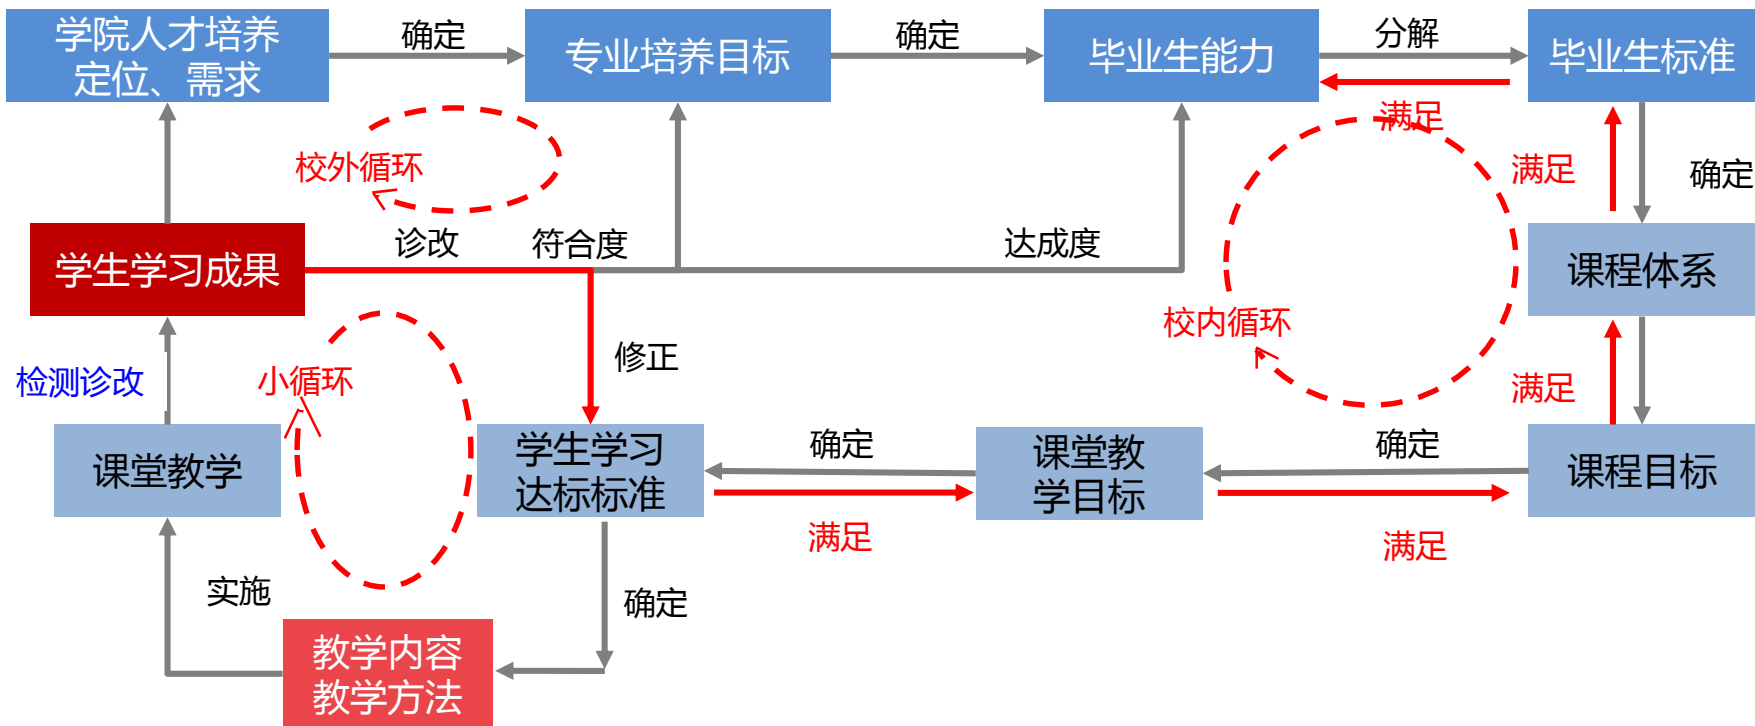 学院人才培养
定位、需求
确定
专业培养目标
确定
毕业生能力
分解
毕业生标准
满足
校外循环
满足
确定
学生学习成果
诊改
符合度
达成度
课程体系
校内循环
修正
检测诊改
小循环
满足
课堂教学
学生学习
达标标准
确定
课堂教
学目标
确定
课程目标
满足
满足
实施
确定
教学内容
教学方法